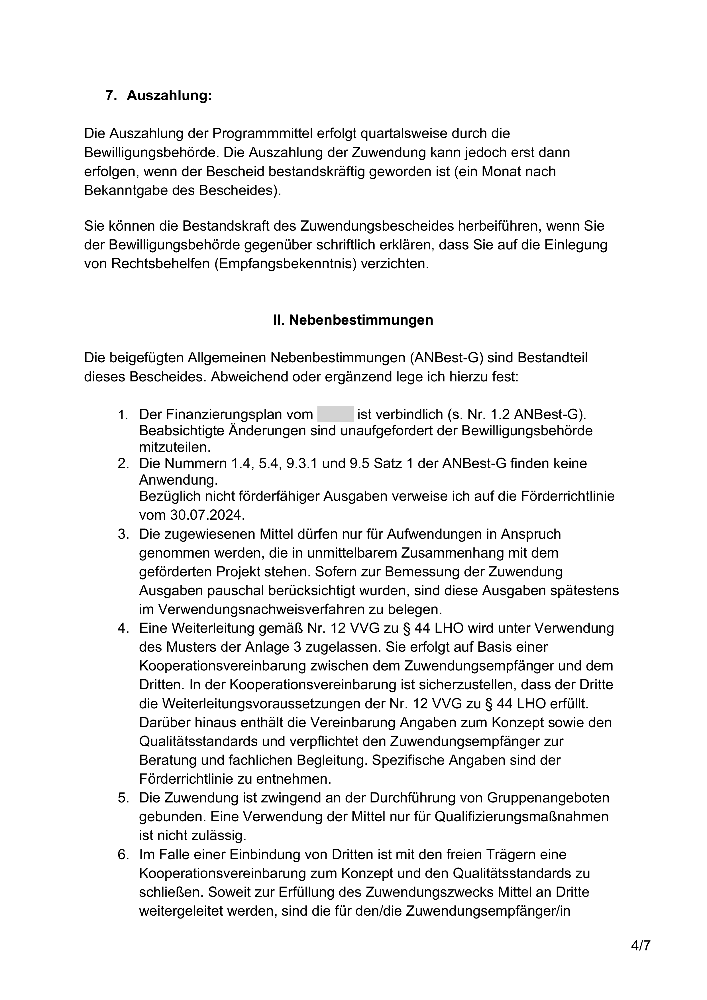 7. Auszahlung:
Die Auszahlung der Programmmittel erfolgt quartalsweise durch die
Bewilligungsbehörde. Die Auszahlung der Zuwendung kann jedoch erst dann
erfolgen, wenn der Bescheid bestandskräftig geworden ist (ein Monat nach
Bekanntgabe des Bescheides).
Sie können die Bestandskraft des Zuwendungsbescheides herbeiführen, wenn Sie
der Bewilligungsbehörde gegenüber schriftlich erklären, dass Sie auf die Einlegung
von Rechtsbehelfen (Empfangsbekenntnis) verzichten.
II. Nebenbestimmungen
Die beigefügten Allgemeinen Nebenbestimmungen (ANBest-G) sind Bestandteil
dieses Bescheides. Abweichend oder ergänzend lege ich hierzu fest:
1. Der Finanzierungsplan vom ist verbindlich (s. Nr. 1.2 ANBest-G).
Beabsichtigte Änderungen sind unaufgefordert der Bewilligungsbehörde
mitzuteilen.
2. Die Nummern 1.4, 5.4, 9.3.1 und 9.5 Satz 1 der ANBest-G finden keine
Anwendung.
Bezüglich nicht förderfähiger Ausgaben verweise ich auf die Förderrichtlinie
vom 30.07.2024.
3. Die zugewiesenen Mittel dürfen nur für Aufwendungen in Anspruch
genommen werden, die in unmittelbarem Zusammenhang mit dem
geförderten Projekt stehen. Sofern zur Bemessung der Zuwendung
Ausgaben pauschal berücksichtigt wurden, sind diese Ausgaben spätestens
im Verwendungsnachweisverfahren zu belegen.
4. Eine Weiterleitung gemäß Nr. 12 VVG zu § 44 LHO wird unter Verwendung
des Musters der Anlage 3 zugelassen. Sie erfolgt auf Basis einer
Kooperationsvereinbarung zwischen dem Zuwendungsempfänger und dem
Dritten. In der Kooperationsvereinbarung ist sicherzustellen, dass der Dritte
die Weiterleitungsvoraussetzungen der Nr. 12 VVG zu § 44 LHO erfüllt.
Darüber hinaus enthält die Vereinbarung Angaben zum Konzept sowie den
Qualitätsstandards und verpflichtet den Zuwendungsempfänger zur
Beratung und fachlichen Begleitung. Spezifische Angaben sind der
Förderrichtlinie zu entnehmen.
5. Die Zuwendung ist zwingend an der Durchführung von Gruppenangeboten
gebunden. Eine Verwendung der Mittel nur für Qualifizierungsmaßnahmen
ist nicht zulässig.
6. Im Falle einer Einbindung von Dritten ist mit den freien Trägern eine
Kooperationsvereinbarung zum Konzept und den Qualitätsstandards zu
schließen. Soweit zur Erfüllung des Zuwendungszwecks Mittel an Dritte
weitergeleitet werden, sind die für den/die Zuwendungsempfänger/in
4/7